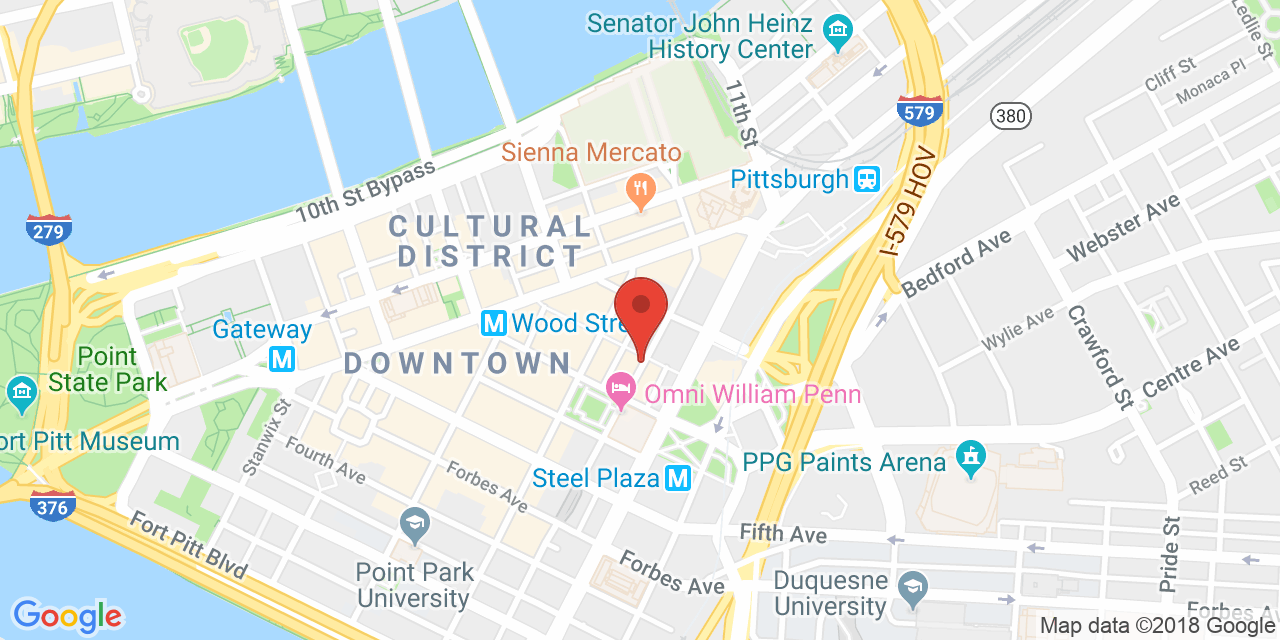 Senator John Heinz
History Center
Ledlie St
Cliff St
Monaca Pl
11th St
579
380
Sienna Mercato
Pittsburgh
10th St Bypass
I-579 HOV
Webster Ave
279
CULTURAL
DISTRICT
Bedford Ave
M Wood Stre
Gateway
M
Wylie Ave
Crawford St
Centre Ave
Point
State Park
DOWNTOWN
Omni William Penn
Stanwix St
ort Pitt Museum
Fourth Ave
Forbes Ave
Steel Plaza M
PPG Paints Arena
Reed St
376
Fort Pitt Blvd
Fifth Ave
Pride St
Point Park
University
Forbes Ave
Duquesne
University
Forbes A
Google
Map data ©2018 Google